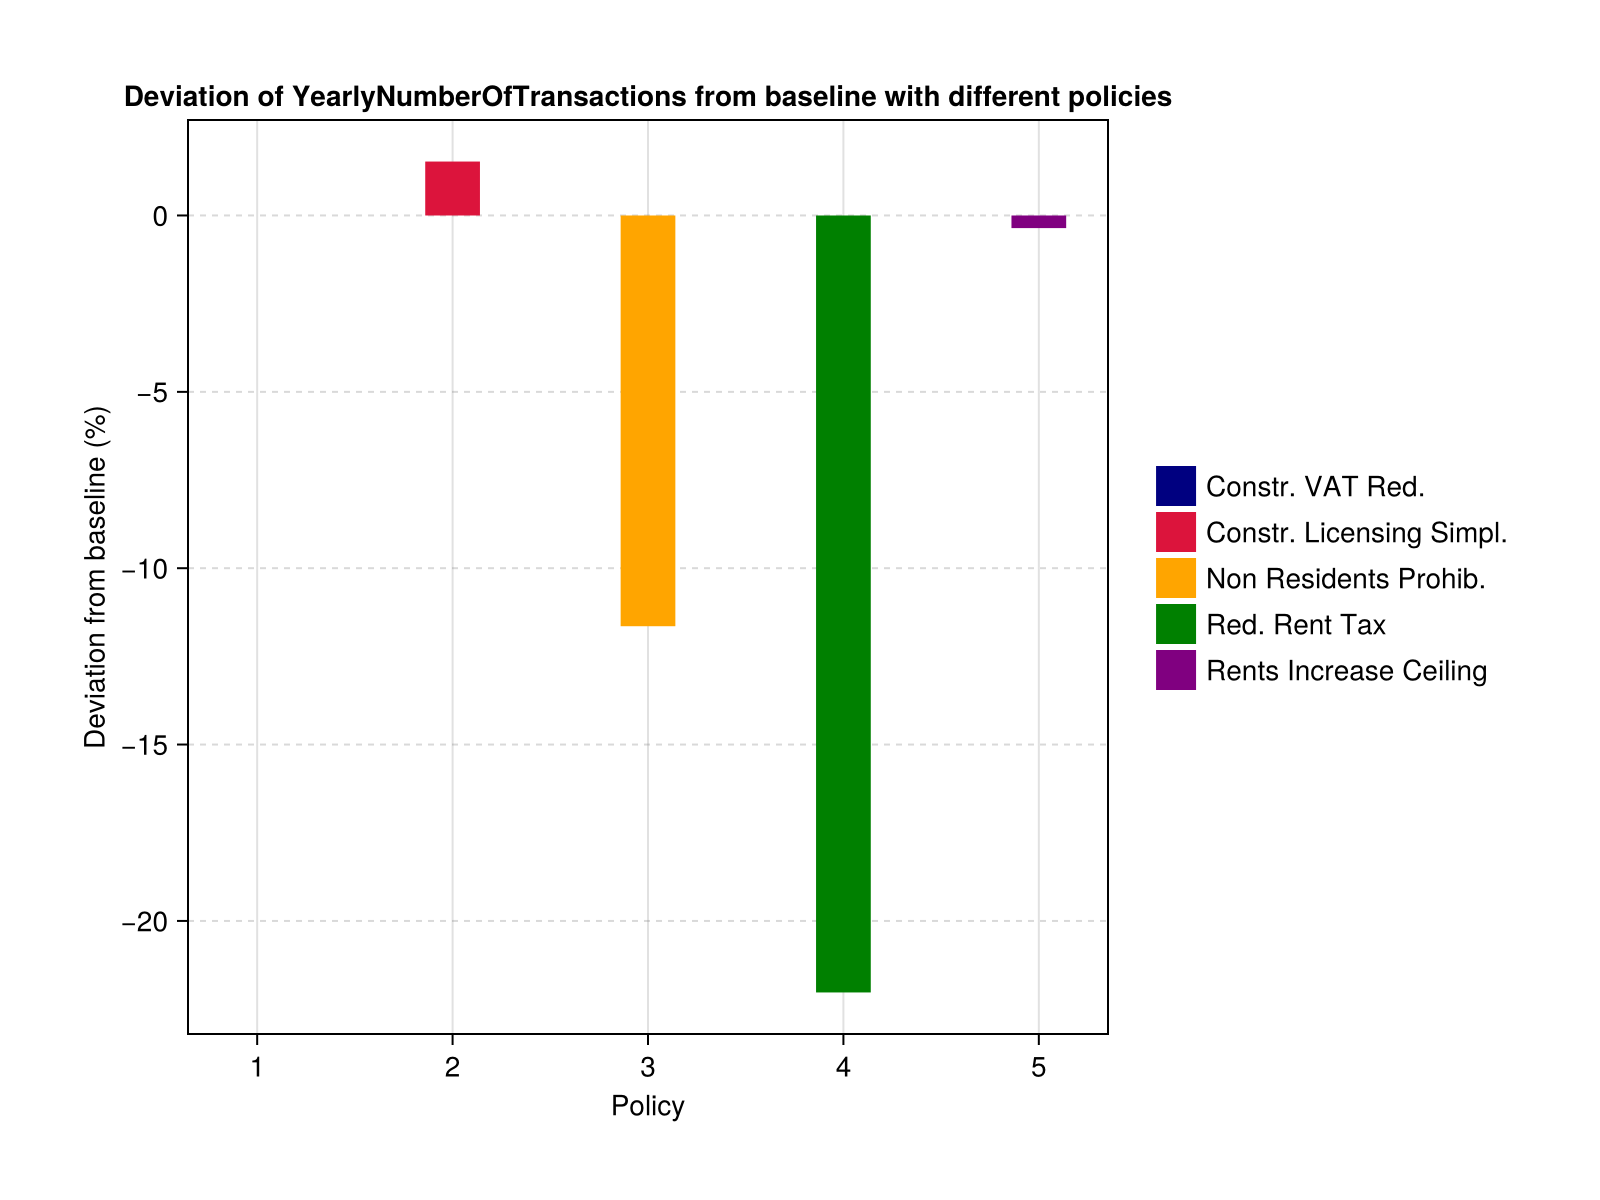 Deviation of YearlyNumberOfTransactions from baseline with different policies
Deviation from baseline (%)
0
−5
−10
−15
−20
1 2 3 4 5
Policy
Constr. VAT Red.
Constr. Licensing Simpl.
Non Residents Prohib.
Red. Rent Tax
Rents Increase Ceiling